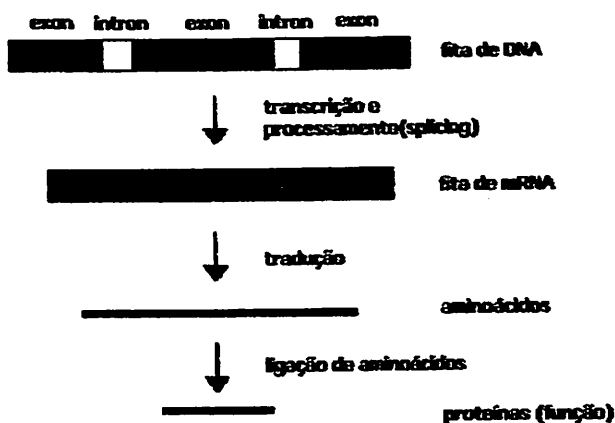 exon intron exon intron exon
fita de DNA
transcrição e
processamento(splicing)
fita de mRNA
tradução
aminoácidos
ligação de aminoácidos
proteínas (função)